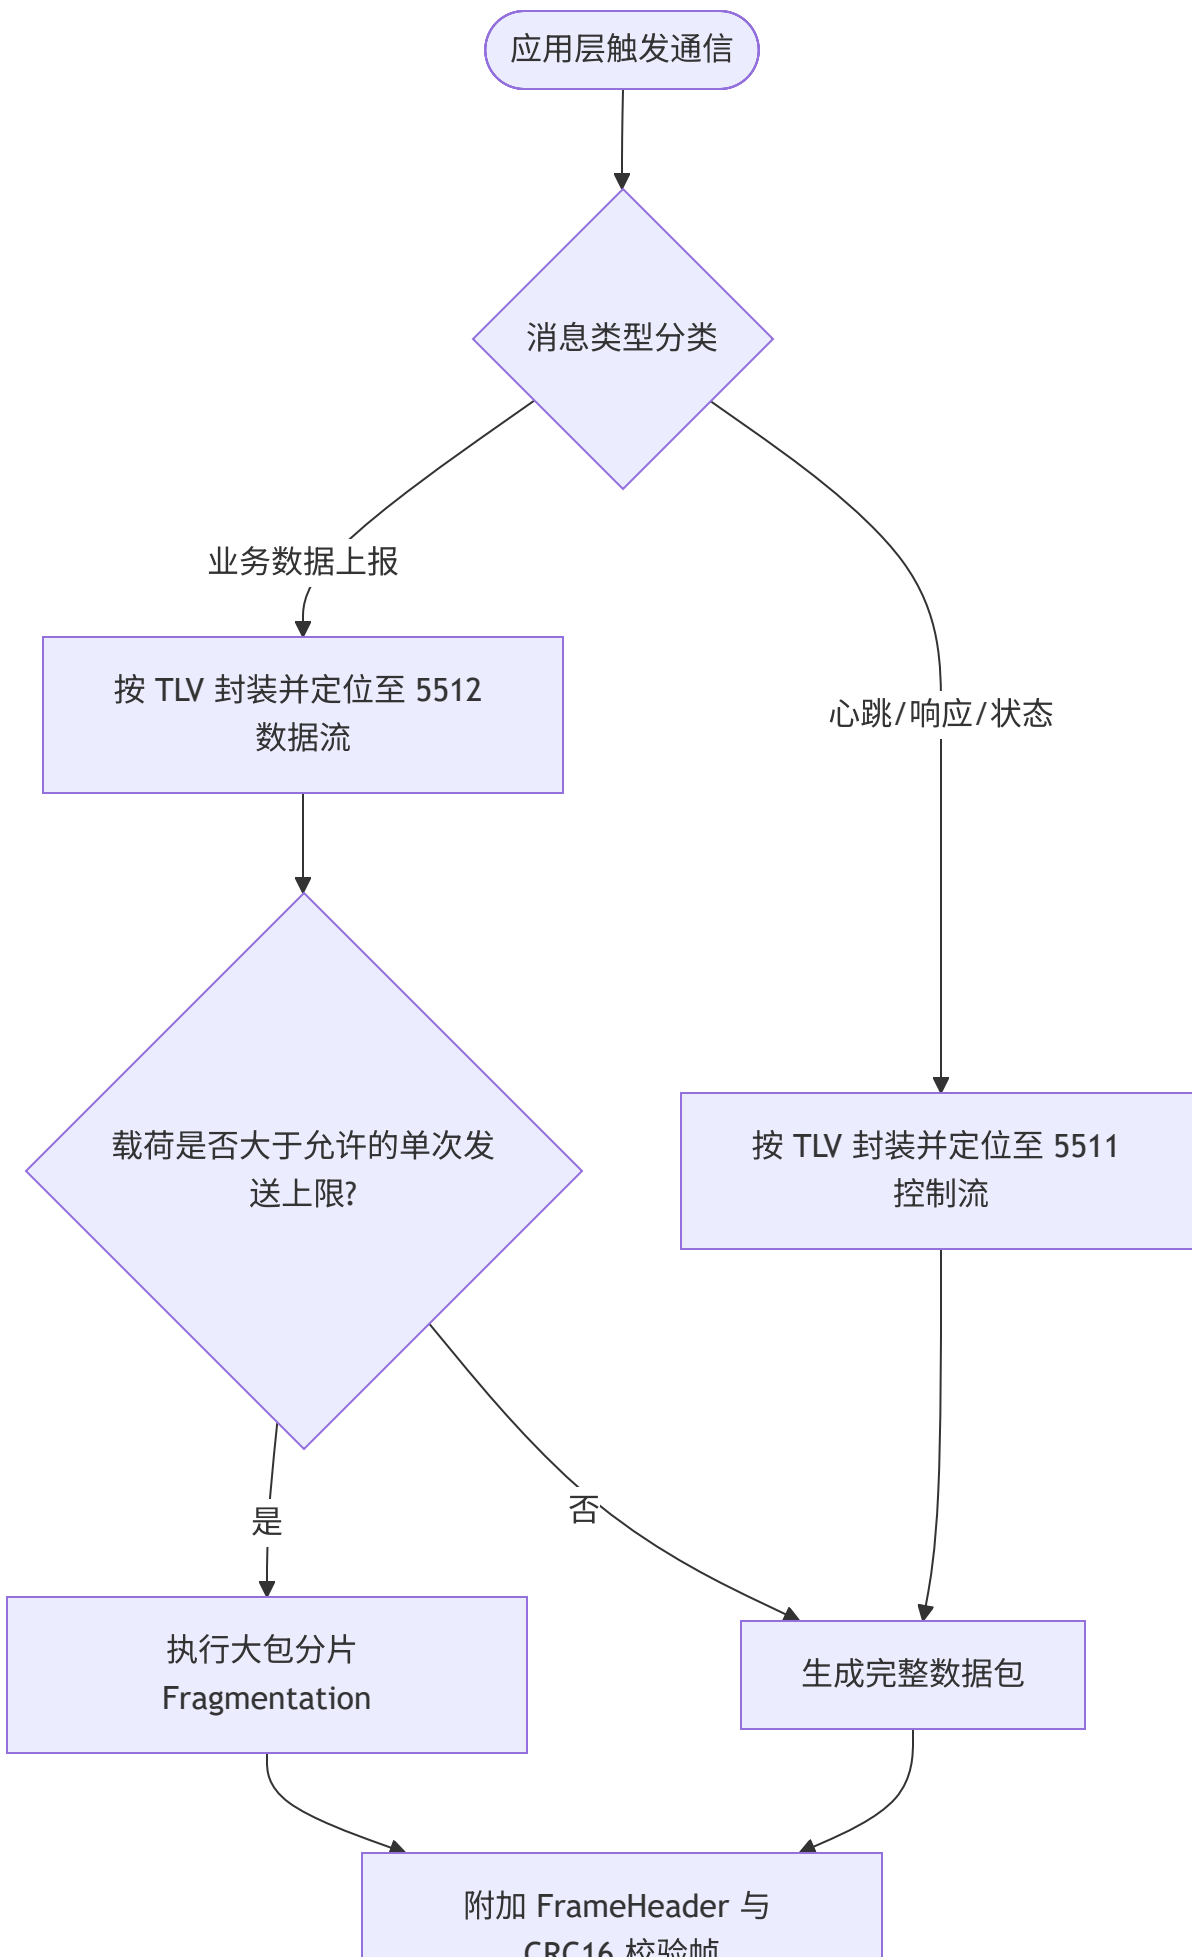 应用层触发通信
消息类型分类
业务数据上报
按 TLV 封装并定位至 5512
数据流
心跳/响应/状态
载荷是否大于允许的单次发
送上限?
按 TLV 封装并定位至 5511
控制流
是
否
执行大包分片
Fragmentation
生成完整数据包
附加 FrameHeader 与
CRC16 校验帧